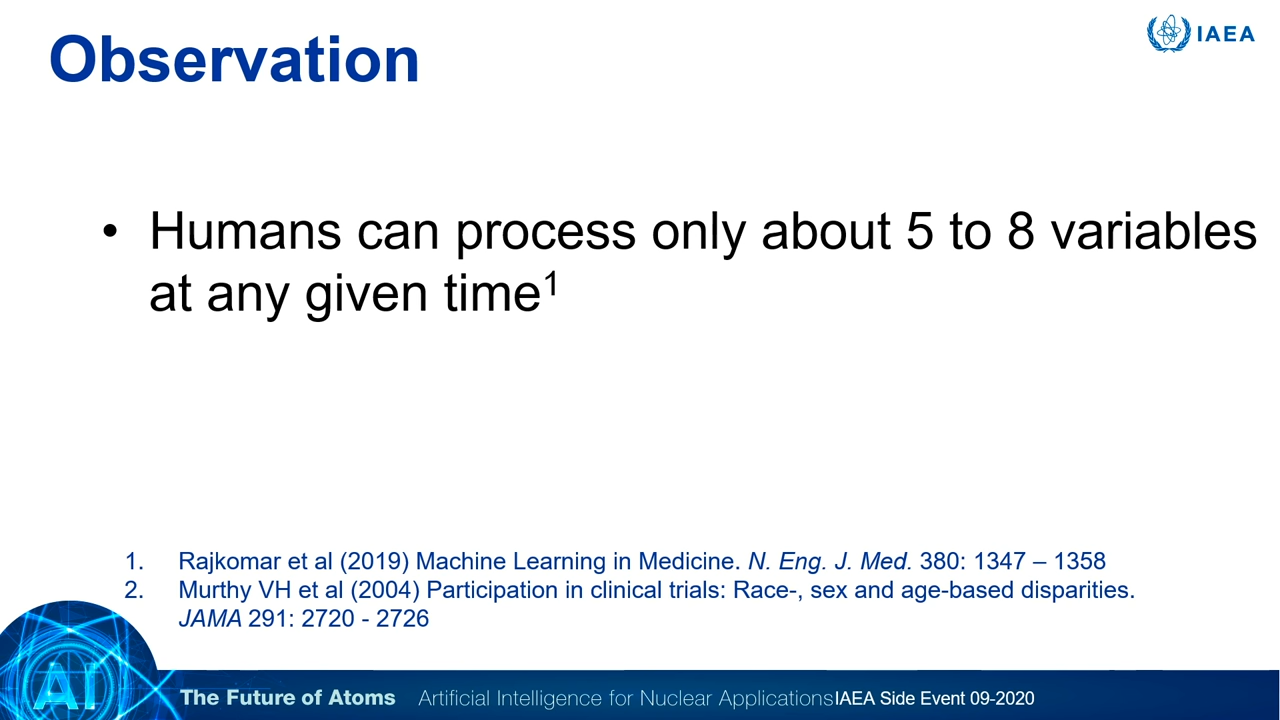 Observation
IAEA
• Humans can process only about 5 to 8 variables
at any given time¹
1. Rajkomar et al (2019) Machine Learning in Medicine. N. Eng. J. Med. 380: 1347 – 1358
2. Murthy VH et al (2004) Participation in clinical trials: Race-, sex and age-based disparities.
JAMA 291: 2720 - 2726
AI
The Future of Atoms Artificial Intelligence for Nuclear Applications IAEA Side Event 09-2020